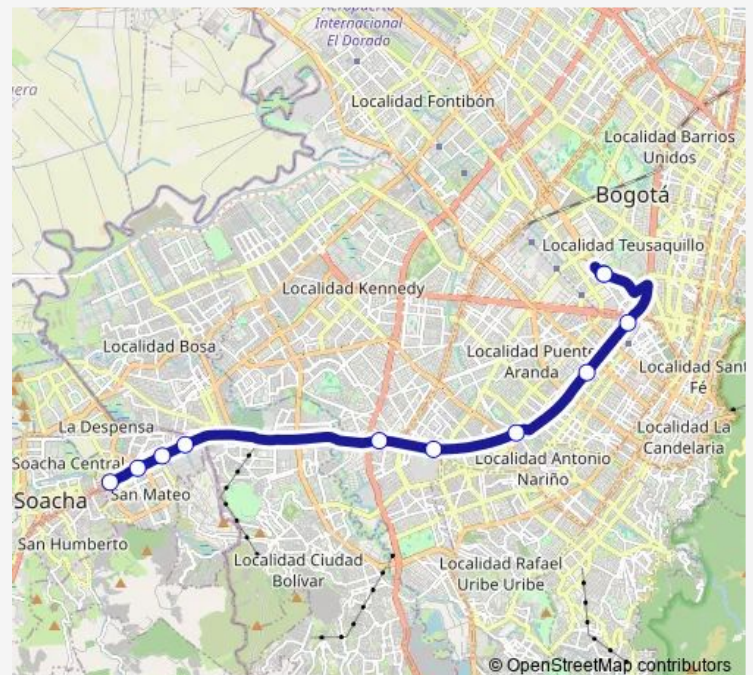 Aeropuerto
Internacional
El Dorado
Localidad Fontibón
Localidad Barrios
Unidos
Bogotá
Localidad Teusaquillo
Localidad Kennedy
Localidad Bosa
Localidad Puente
Aranda
Localidad Sant
Fé
La Despensa
Localidad La
Candelaria
Soacha Central
Localidad Antonio
Nariño
San Mateo
Soacha
San Humberto
Localidad Ciudad
Bolívar
Localidad Rafael
Uribe Uribe
© OpenStreetMap contributors